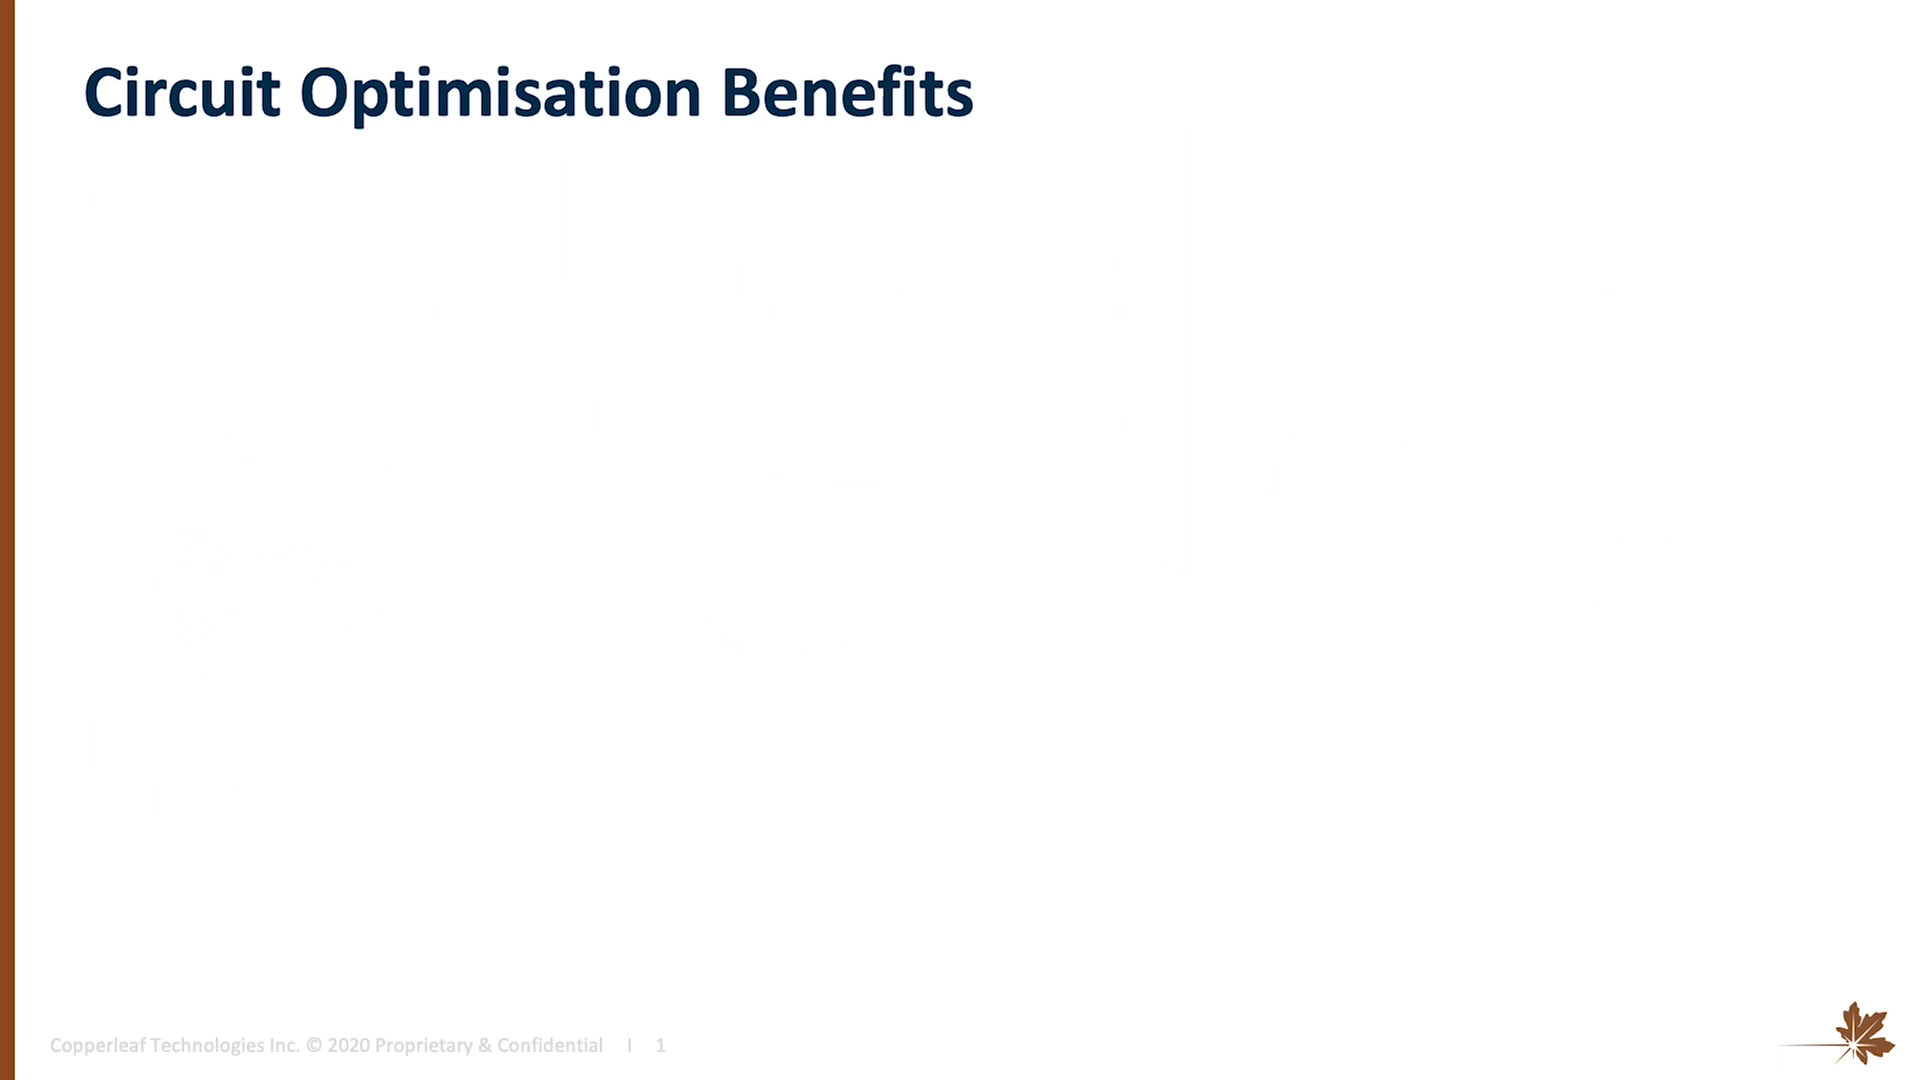 Circuit Optimisation Benefits
Copperleaf Technologies Inc. © 2020 Proprietary & Confidential I 1